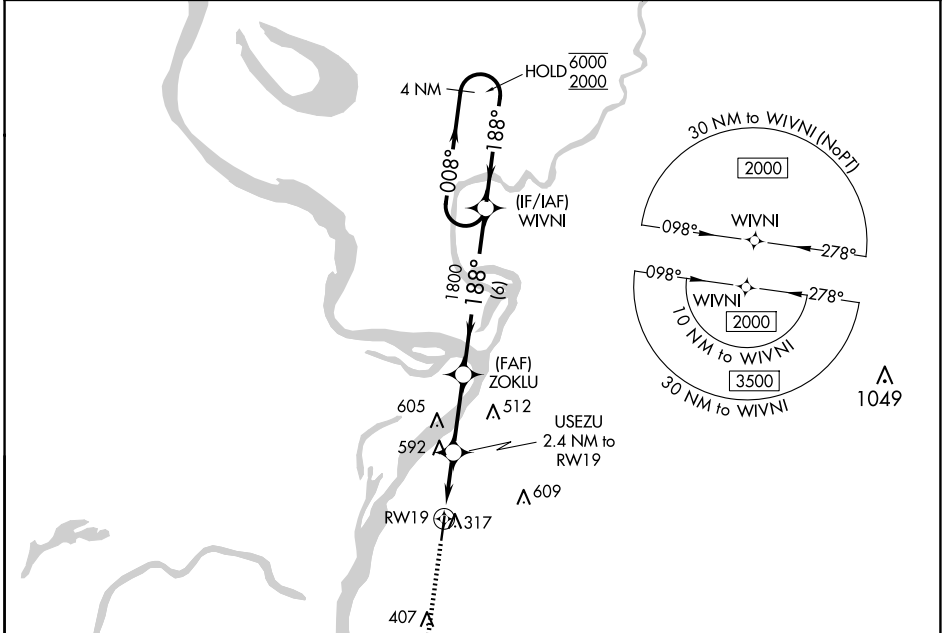 HOLD 6000
2000
4 NM
188°
008°
(IF/IAF)
WIVNI
1800
188°
(6)
(FAF)
ZOKLU
605
512
592
USEZU
2.4 NM to
RW19
609
RW19
317
407
30 NM to WIVNI (NoPT)
2000
WIVNI
098°
278°
098°
278°
WIVNI
2000
10 NM to WIVNI
3500
30 NM to WIVNI
1049